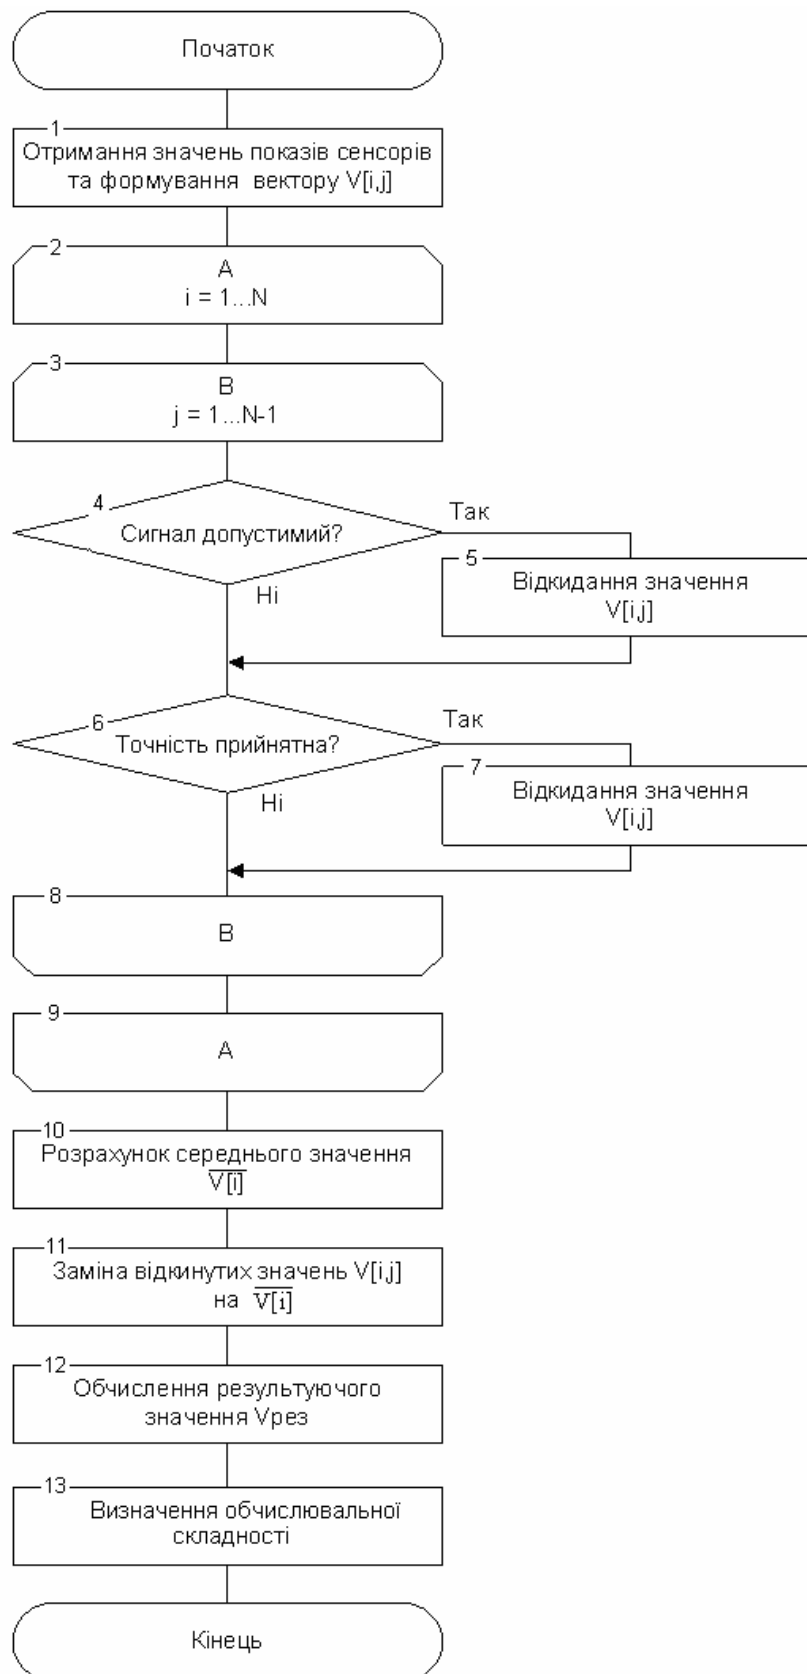 Початок
1
Отримання значень показів сенсорів
та формування вектору V[i,j]
2
A
i = 1...N
3
B
j = 1...N-1
4
Сигнал допустимий?
Так
Ні
5
Відкидання значення
V[i,j]
6
Точність прийнятна?
Так
Ні
7
Відкидання значення
V[i,j]
8
B
9
A
10
Розрахунок середнього значення
V[i]
11
Заміна відкинутих значень V[i,j]
на V[i]
12
Обчислення результуючого
значення Vрез
13
Визначення обчислювальної
складності
Кінець